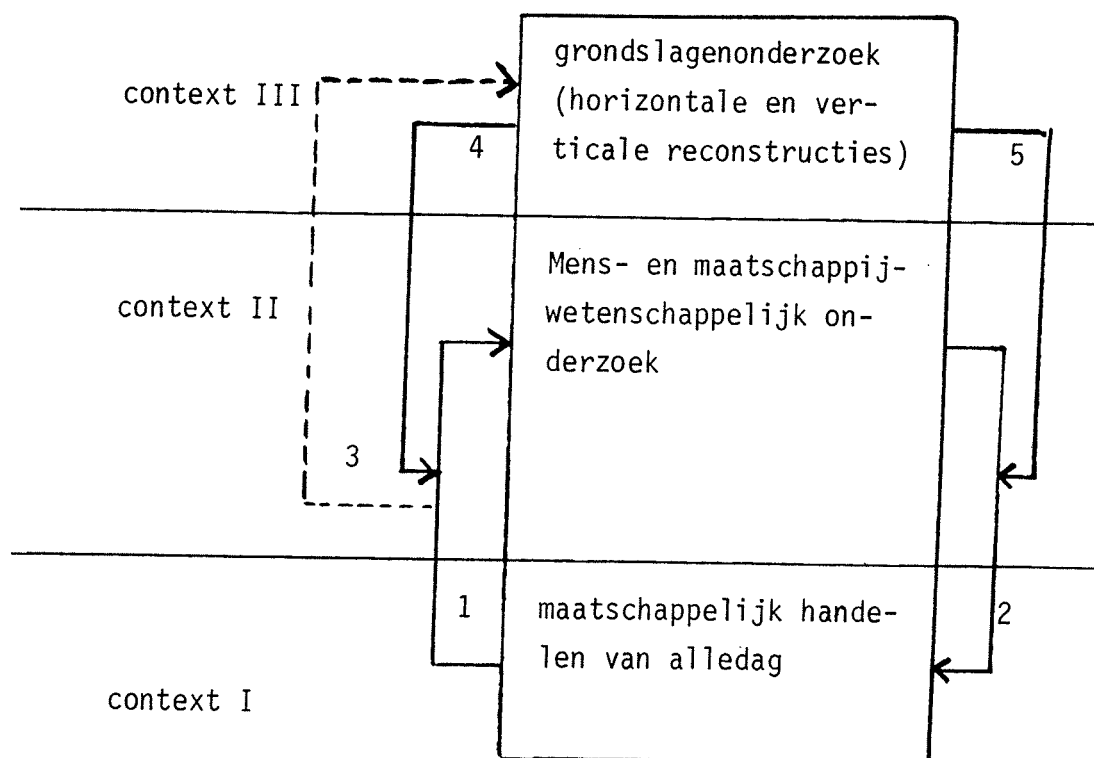 grondslagenonderzoek
context III
(horizontale en ver-
ticale reconstructies)
4
5
Mens- en maatschappij-
context II
wetenschappelijk on-
derzoek
3
1
maatschappelijk hande-
2
len van alledag
context I